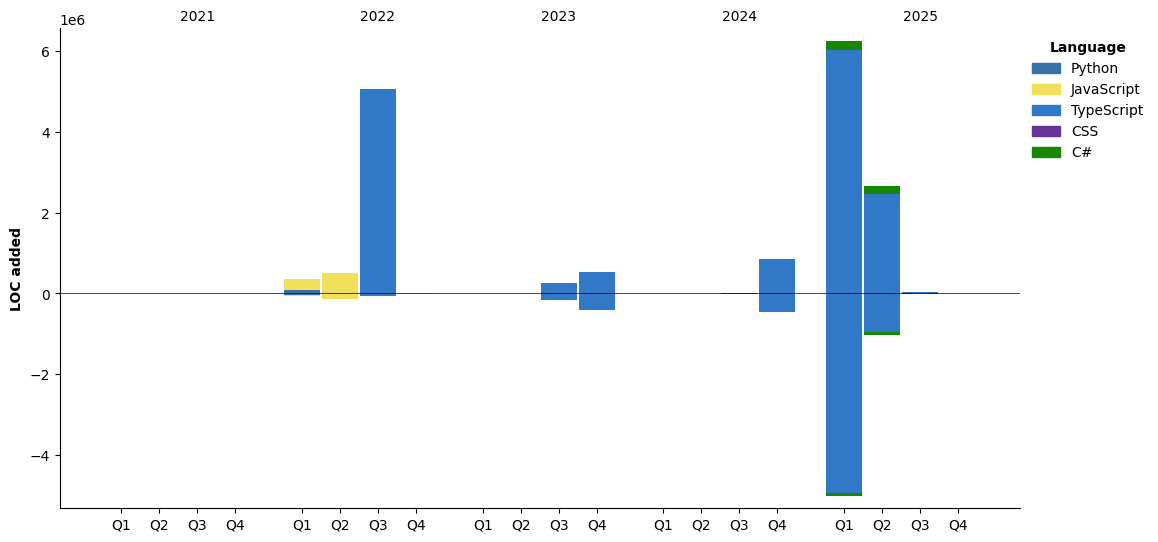 1e6
2021 2022 2023 2024 2025
Language
Python
JavaScript
TypeScript
CSS
C#
LOC added
6
4
2
0
−2
−4
Q1 Q2 Q3 Q4 Q1 Q2 Q3 Q4 Q1 Q2 Q3 Q4 Q1 Q2 Q3 Q4 Q1 Q2 Q3 Q4